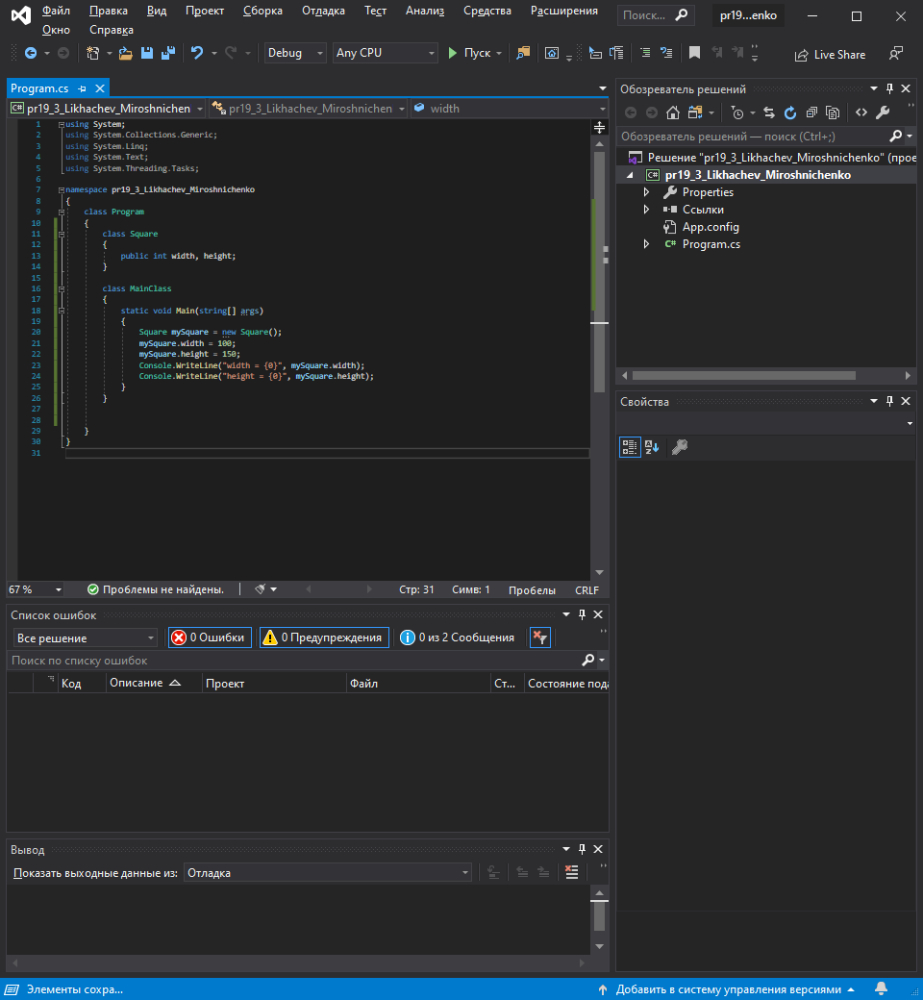 Файл Правка Вид Проект Сборка Отладка Тест Анализ Средства Расширения
Поиск...
pr19...enko
Окно Справка
Debug
Any CPU
Пуск
Live Share
Program.cs
pr19_3_Likhachev_Miroshnichen
pr19_3_Likhachev_Miroshnichen
width
1 using System;
2 using System.Collections.Generic;
3 using System.Linq;
4 using System.Text;
5 using System.Threading.Tasks;
6
7 namespace pr19_3_Likhachev_Miroshnichenko
8 {
9 class Program
10 {
11 class Square
12 {
13 public int width, height;
14 }
15
16 class MainClass
17 {
18 static void Main(string[] args)
19 {
20 Square mySquare = new Square();
21 mySquare.width = 100;
22 mySquare.height = 150;
23 Console.WriteLine("width = {0}", mySquare.width);
24 Console.WriteLine("height = {0}", mySquare.height);
25 }
26 }
27
28
29 }
30 }
31
67 %
Проблемы не найдены.
Стр: 31
Симв: 1
Пробелы
CRLF
Обозреватель решений
Обозреватель решений — поиск (Ctrl+;)
Решение "pr19_3_Likhachev_Miroshnichenko" (прое
C# pr19_3_Likhachev_Miroshnichenko
Properties
Ссылки
App.config
C# Program.cs
Свойства
Список ошибок
Все решение
0 Ошибки
0 Предупреждения
0 из 2 Сообщения
Поиск по списку ошибок
Код
Описание
Проект
Файл
Ст...
Состояние пода
Вывод
Показать выходные данные из:
Отладка
Элементы сохра...
Добавить в систему управления версиями